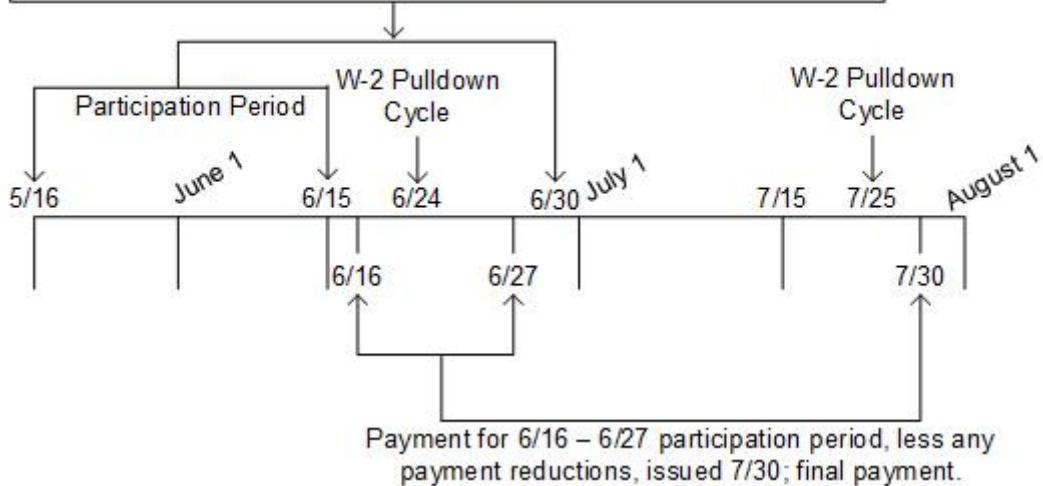 W-2 Pulldown
Cycle
W-2 Pulldown
Cycle
Participation Period
5/16
June 1
6/15
6/24
6/30
July 1
7/15
7/25
August 1
6/16
6/27
7/30
Payment for 6/16 – 6/27 participation period, less any
payment reductions, issued 7/30; final payment.